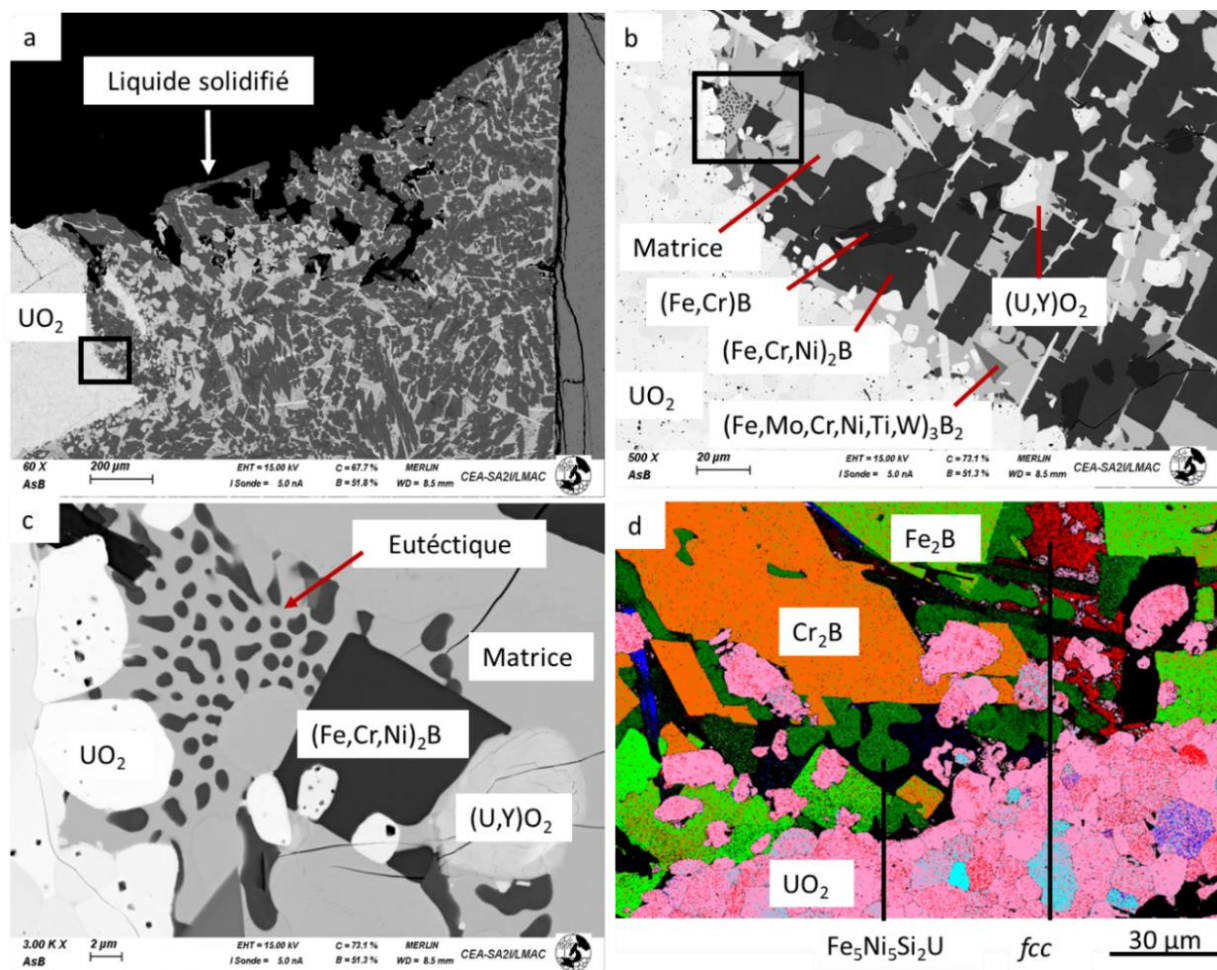 a
Liquide solidifié
UO₂
60 X
AsB
200 µm
EHT = 15.00 kV
I Sonde = 5.0 nA
C = 67.7 %
B = 51.8 %
MERLIN
WD = 8.5 mm
CEA-SA2I/LMAC
b
Matrice
(Fe,Cr)B
(U,Y)O₂
(Fe,Cr,Ni)₂B
UO₂
(Fe,Mo,Cr,Ni,Ti,W)₃B₂
500 X
AsB
20 µm
EHT = 15.00 kV
I Sonde = 5.0 nA
C = 73.1 %
B = 51.3 %
MERLIN
WD = 8.5 mm
CEA-SA2I/LMAC
c
Eutéctique
Matrice
(Fe,Cr,Ni)₂B
UO₂
(U,Y)O₂
3.00 K X
AsB
2 µm
EHT = 15.00 kV
I Sonde = 5.0 nA
C = 73.1 %
B = 51.3 %
MERLIN
WD = 8.5 mm
CEA-SA2I/LMAC
d
Fe₂B
Cr₂B
UO₂
Fe₅Ni₅Si₂U
fcc
30 µm